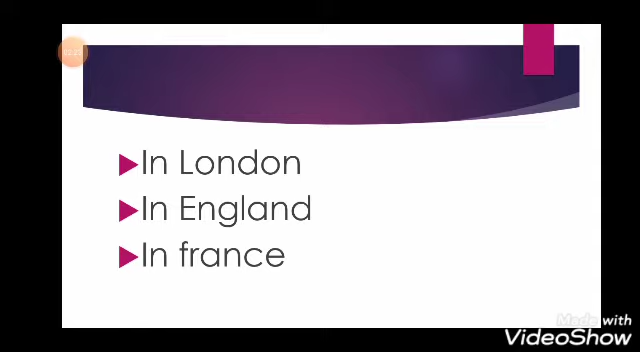 In London
In England
In france
Made with
VideoShow